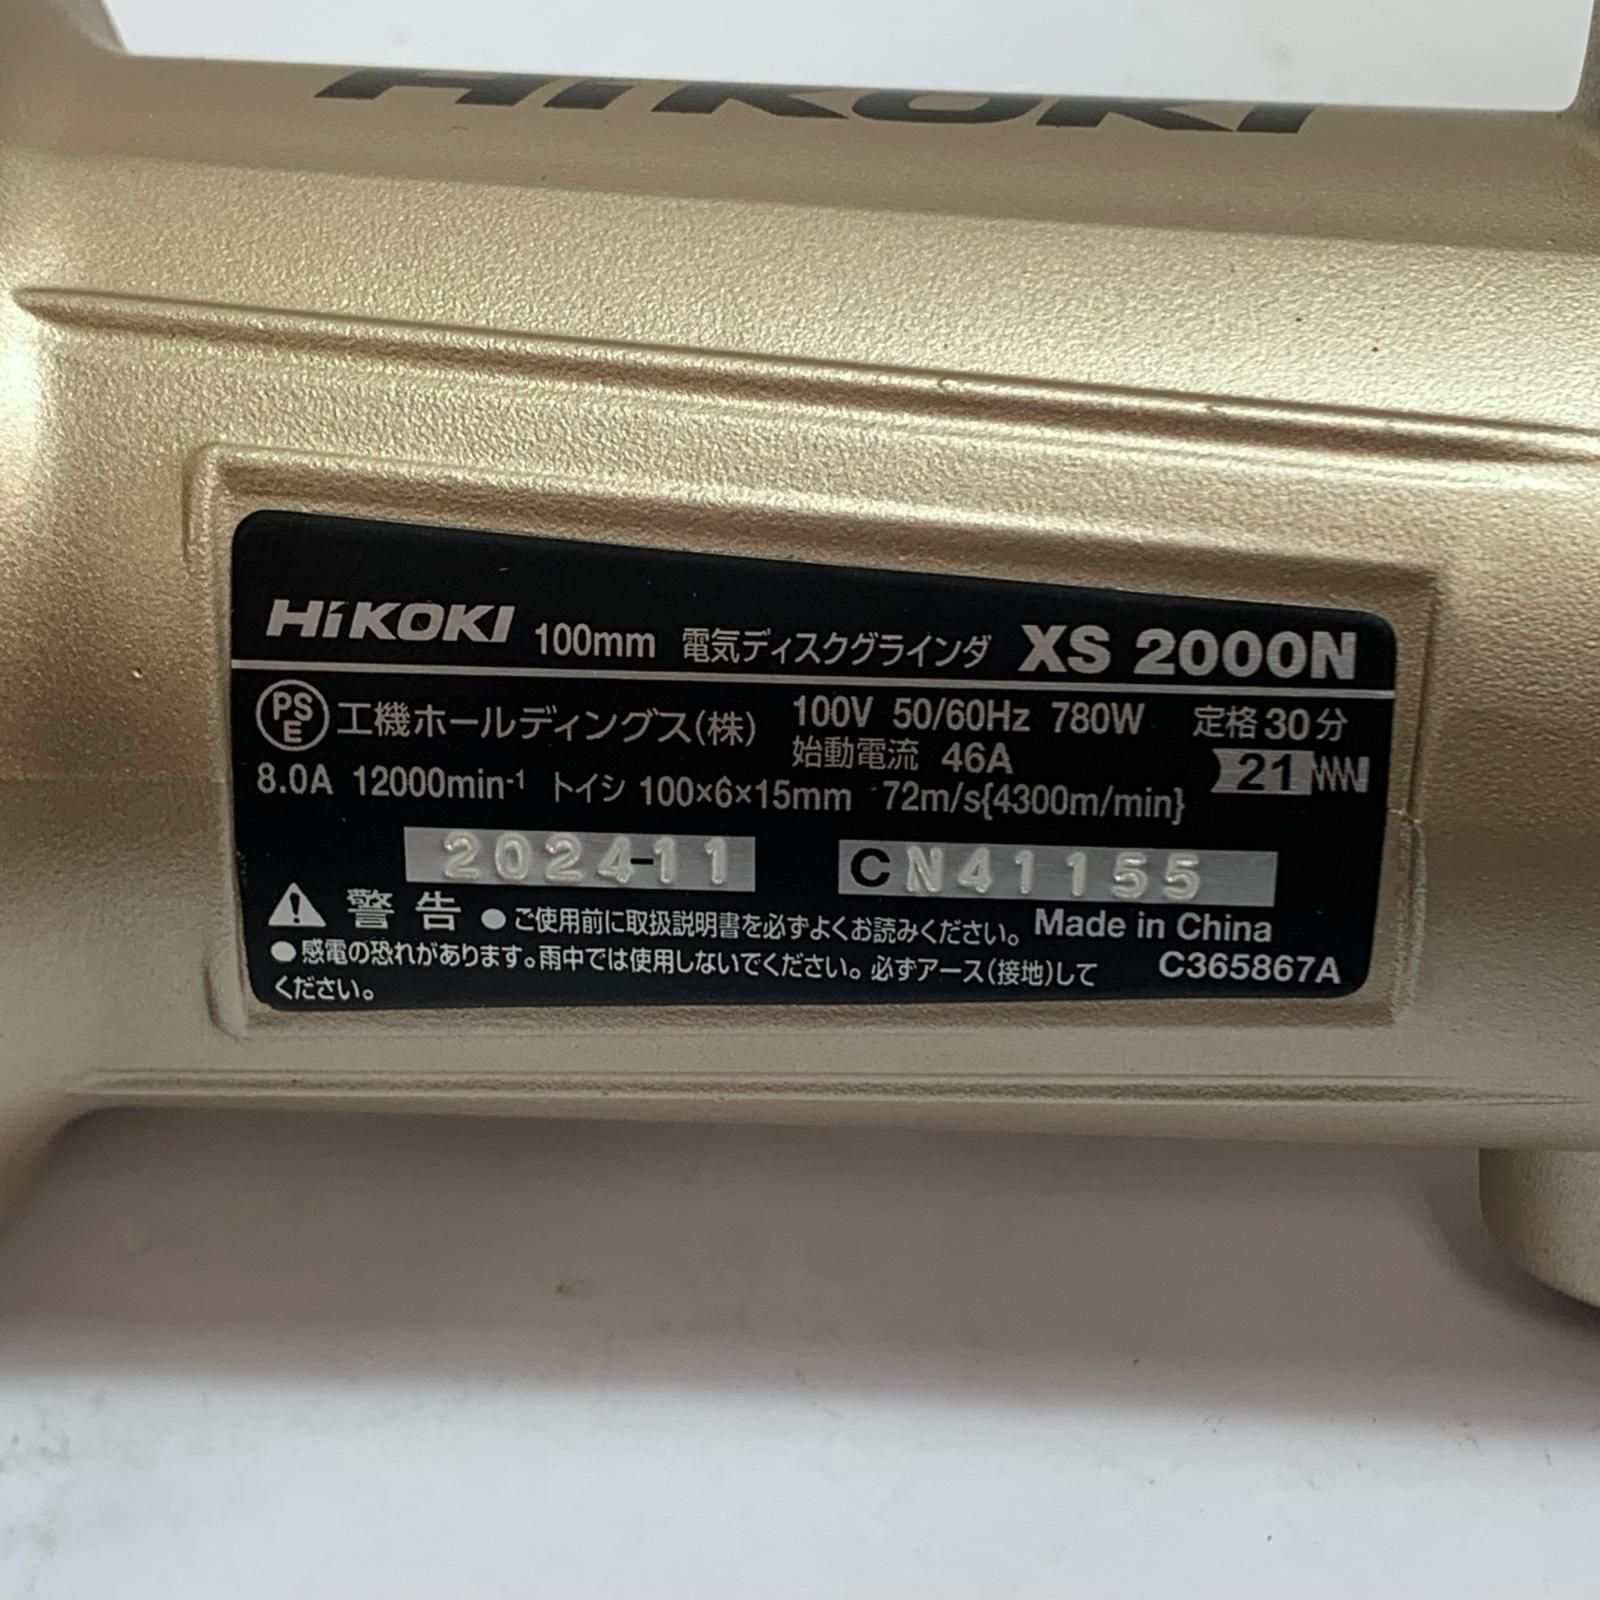 HiKOKI
HiKOKI 100mm 電気ディスクグラインダ XS 2000N
PSE 工機ホールディングス(株) 100V 50/60Hz 780W 定格30分
始動電流 46A 21
8.0A 12000min-1 トイシ 100×6×15mm 72m/s{4300m/min}
2024-11 CN41155
警告 ●ご使用前に取扱説明書を必ずよくお読みください。 Made in China
●感電の恐れがあります。雨中では使用しないでください。必ずアース(接地)して C365867A
ください。